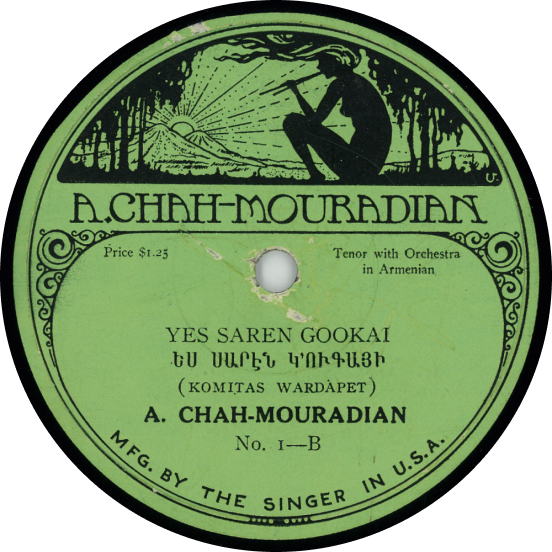 A. CHAH-MOURADIAN
Price $1.25
Tenor with Orchestra
in Armenian
YES SAREN GOOKAI
ԵՍ ՍԱՐԷՆ Կ'ՈՒԳԱՅԻ
(KOMITAS WARDAPET)
A. CHAH-MOURADIAN
No. 1—B
MFG. BY THE SINGER IN U.S.A.